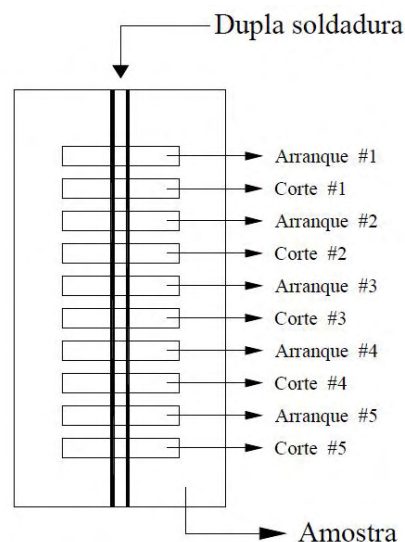 Dupla soldadura
Arranque #1
Corte #1
Arranque #2
Corte #2
Arranque #3
Corte #3
Arranque #4
Corte #4
Arranque #5
Corte #5
Amostra